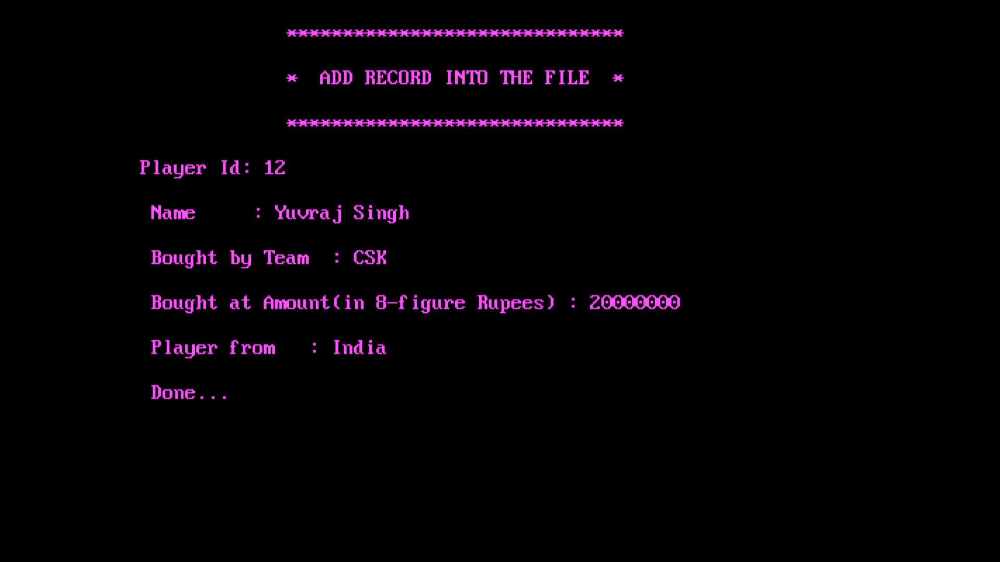 ******************************
*  ADD RECORD INTO THE FILE  *
******************************
Player Id: 12
Name     : Yuvraj Singh
Bought by Team  : CSK
Bought at Amount(in 8-figure Rupees) : 20000000
Player from   : India
Done...